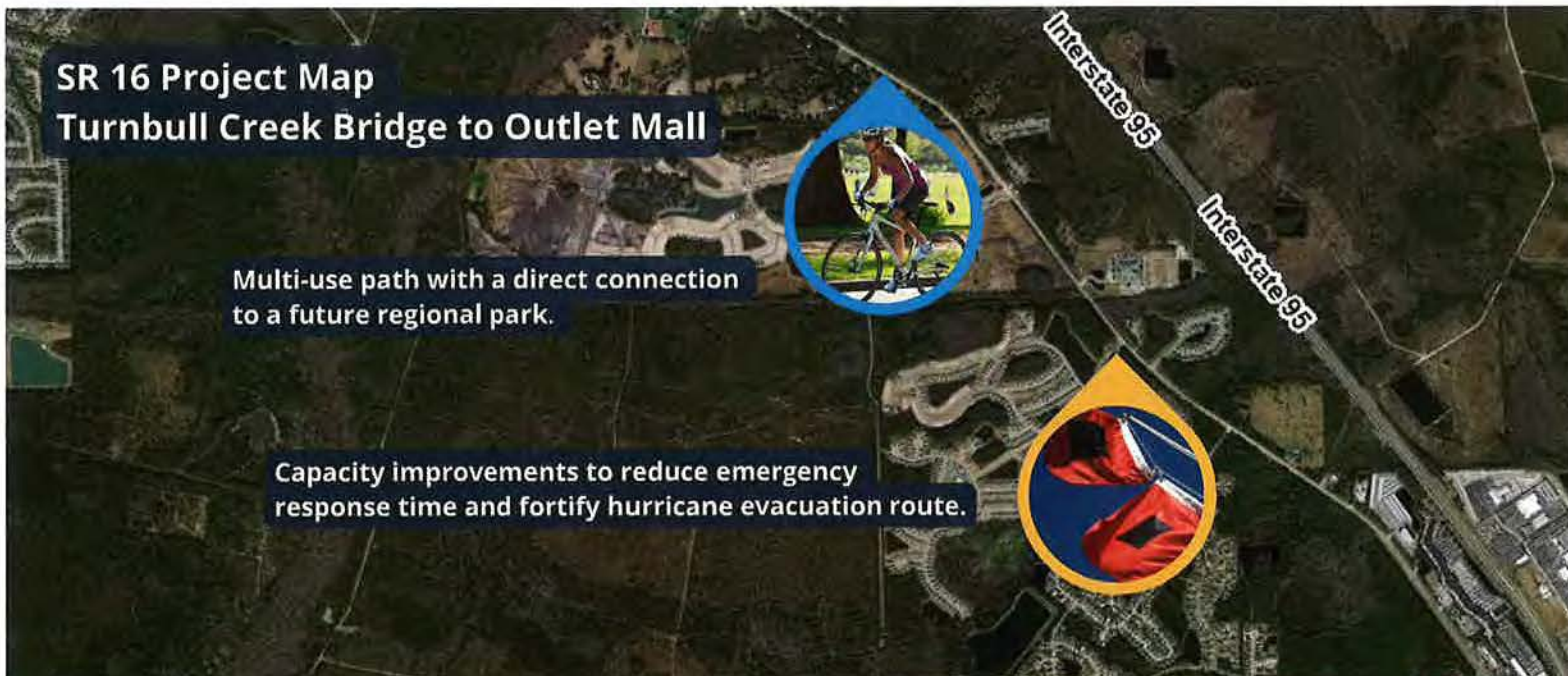 SR 16 Project Map
Turnbull Creek Bridge to Outlet Mall
Interstate 95
Interstate 95
Multi-use path with a direct connection
to a future regional park.
Capacity improvements to reduce emergency
response time and fortify hurricane evacuation route.